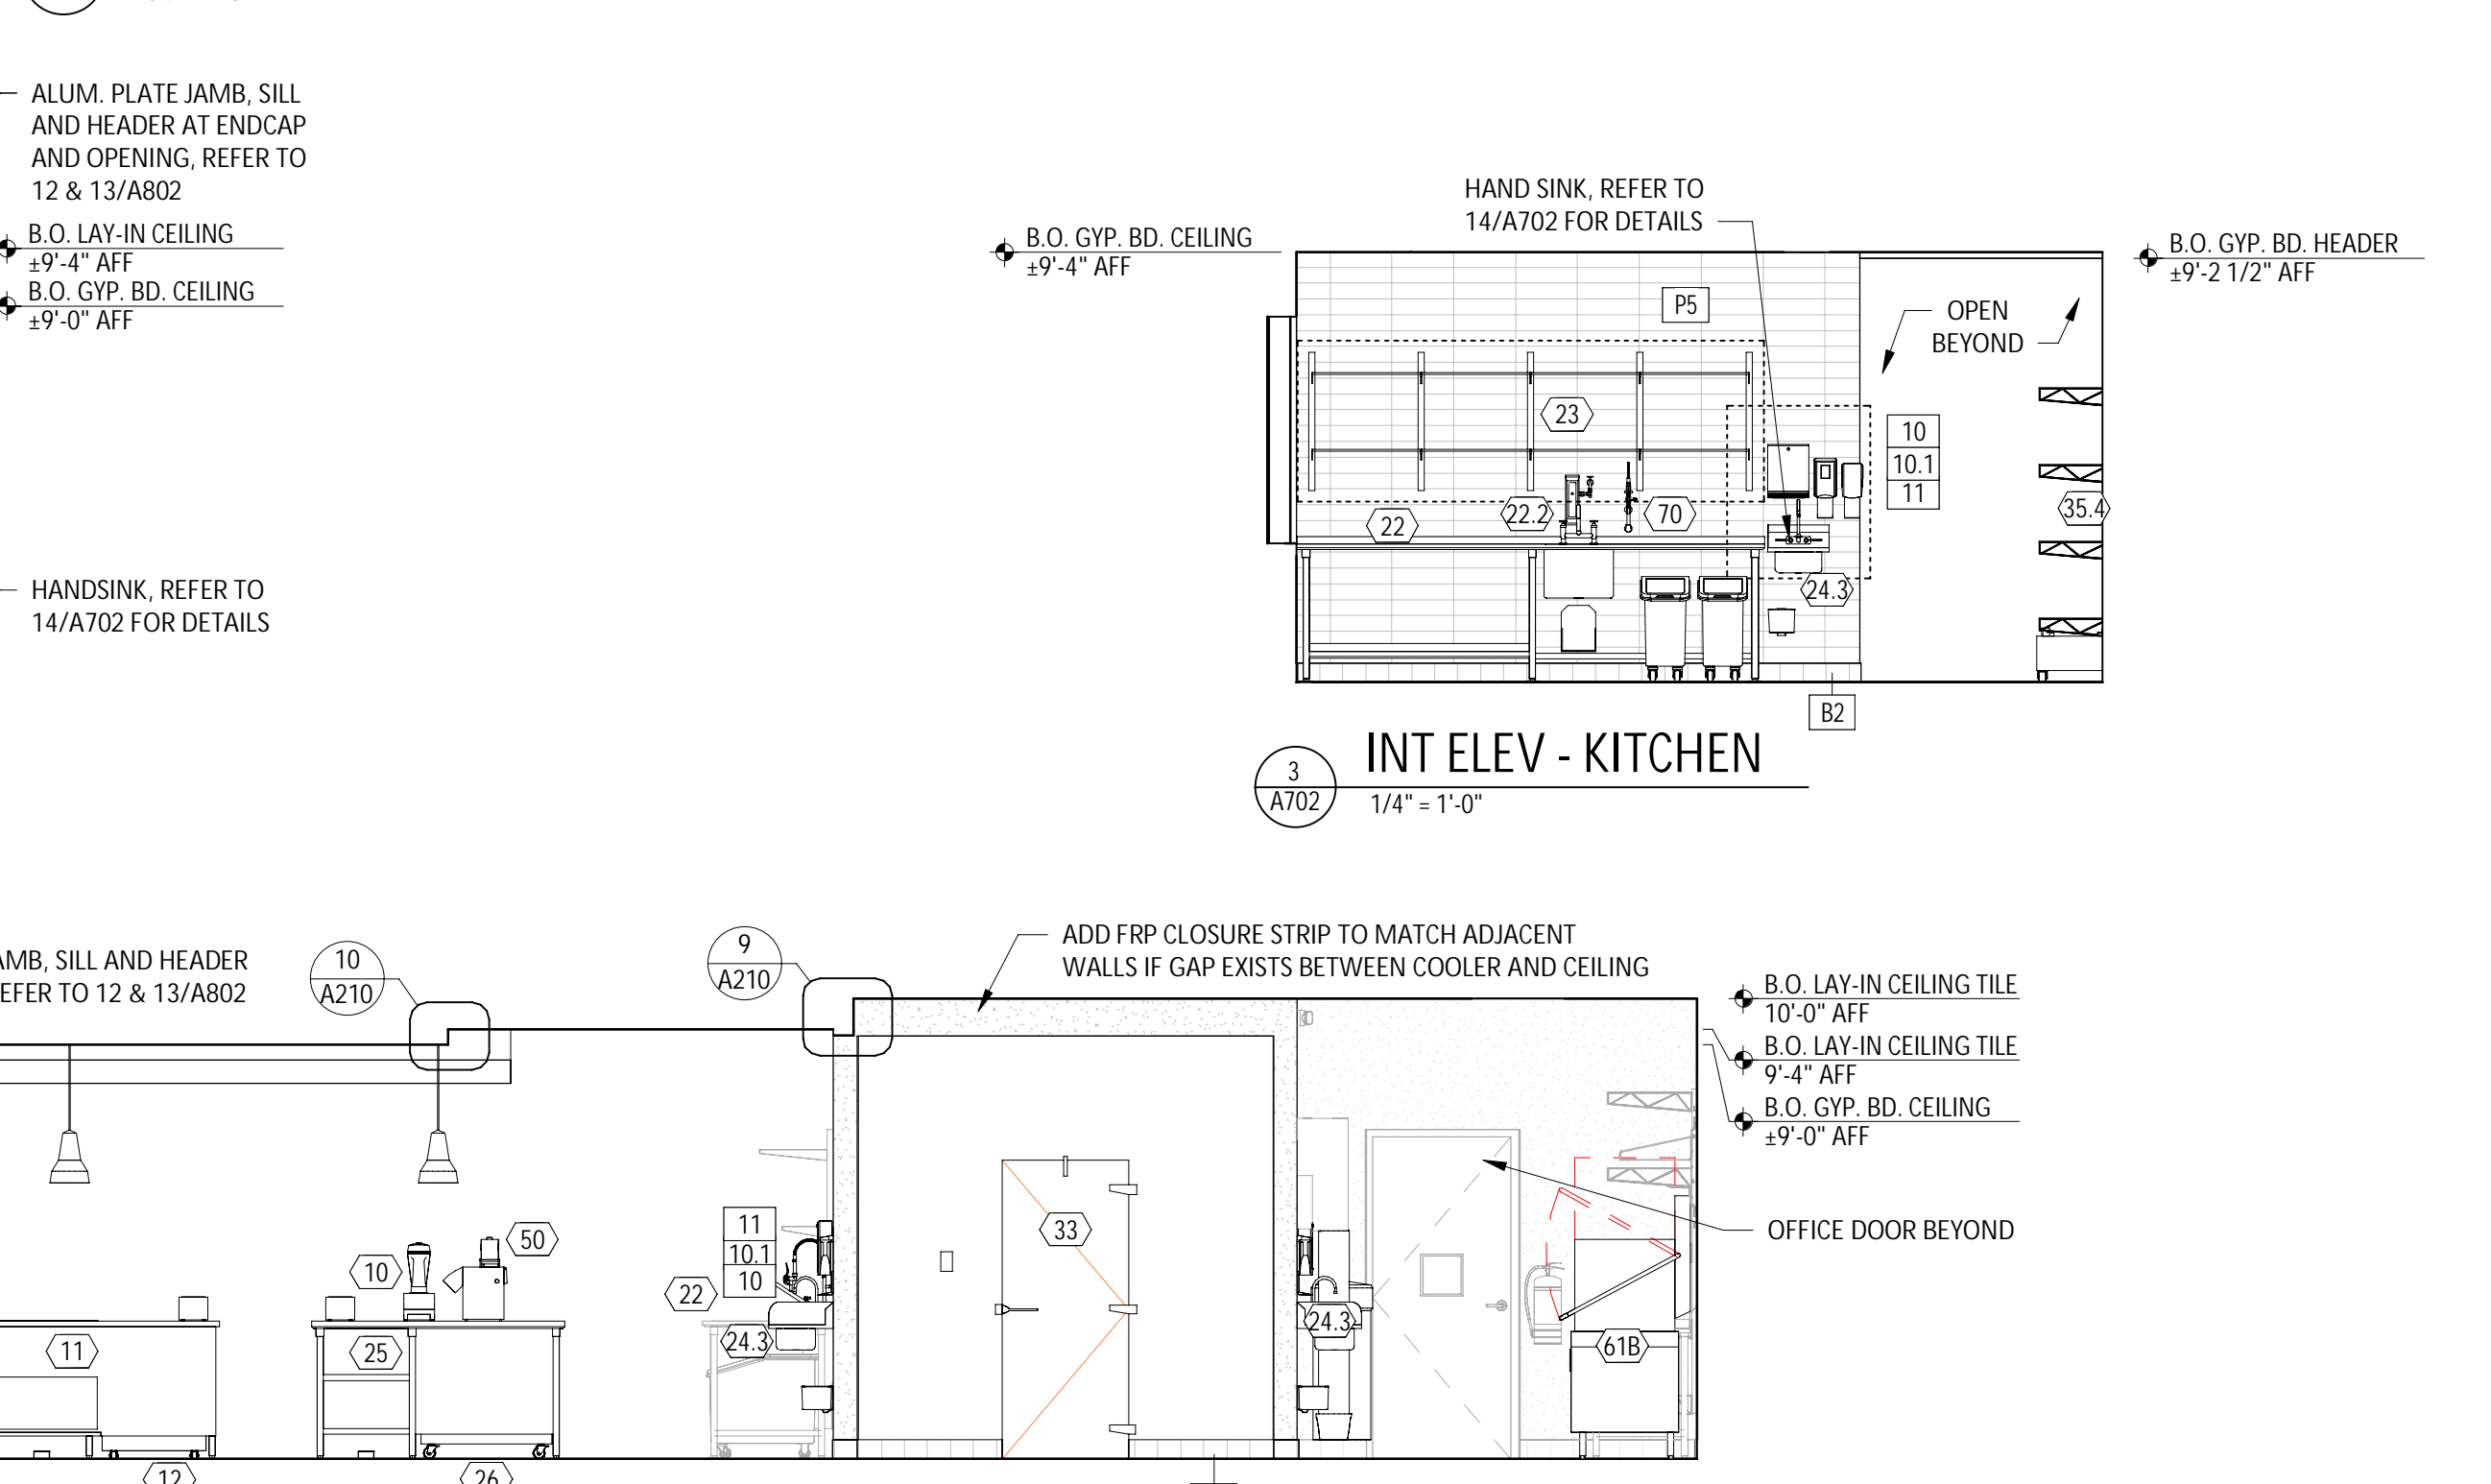 ALUM. PLATE JAMB, SILL
AND HEADER AT ENDCAP
AND OPENING, REFER TO
12 & 13/A802
B.O. LAY-IN CEILING
±9'-4" AFF
B.O. GYP. BD. CEILING
±9'-0" AFF
HANDSINK, REFER TO
14/A702 FOR DETAILS
HAND SINK, REFER TO
14/A702 FOR DETAILS
B.O. GYP. BD. CEILING
±9'-4" AFF
B.O. GYP. BD. HEADER
±9'-2 1/2" AFF
P5
OPEN
BEYOND
23
10
10.1
11
22
22.2
70
35.4
24.3
B2
3
A702
INT ELEV - KITCHEN
1/4" = 1'-0"
AMB, SILL AND HEADER
EFER TO 12 & 13/A802
10
A210
9
A210
ADD FRP CLOSURE STRIP TO MATCH ADJACENT
WALLS IF GAP EXISTS BETWEEN COOLER AND CEILING
B.O. LAY-IN CEILING TILE
10'-0" AFF
B.O. LAY-IN CEILING TILE
9'-4" AFF
B.O. GYP. BD. CEILING
±9'-0" AFF
OFFICE DOOR BEYOND
11
10.1
10
33
50
10
22
24.3
24.3
11
25
61B
12
26